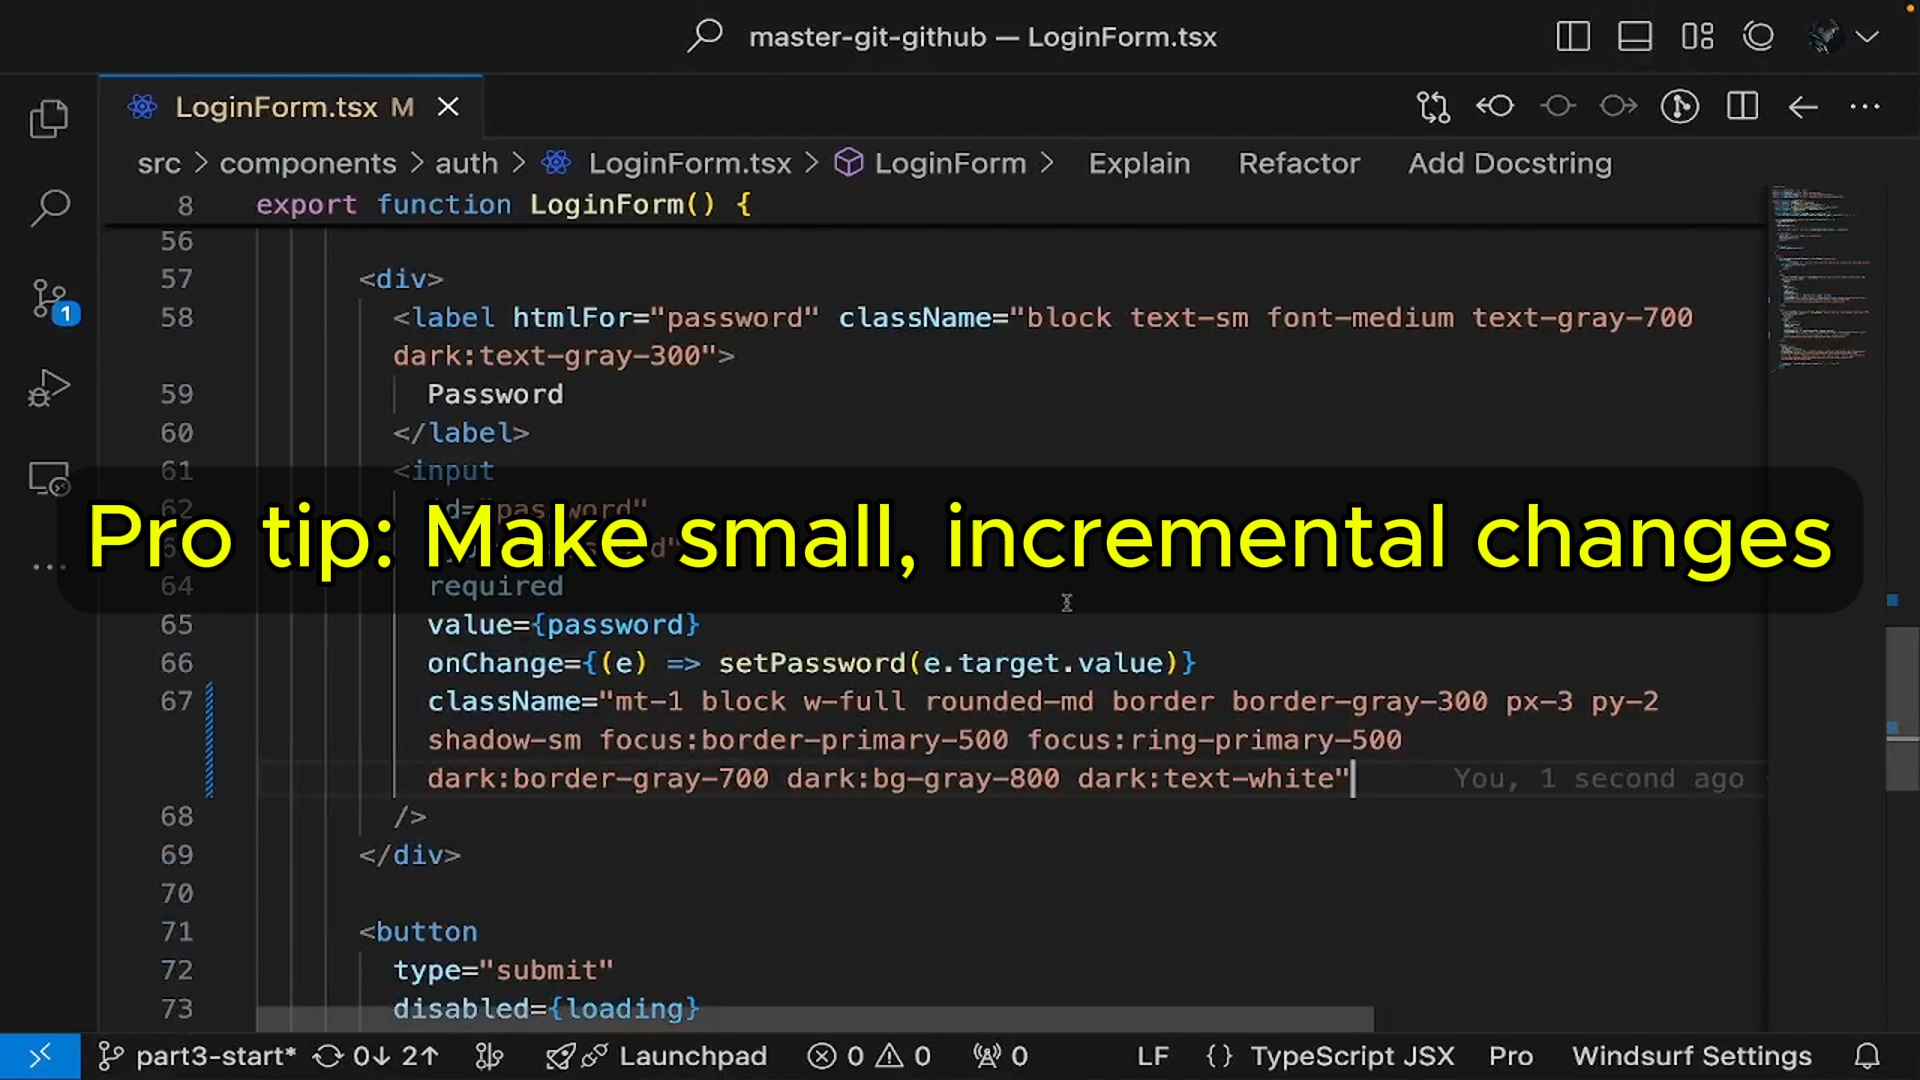 master-git-github — LoginForm.tsx
LoginForm.tsx M
src > components > auth > LoginForm.tsx > LoginForm > Explain Refactor Add Docstring
8 export function LoginForm() {
56
57 <div>
58 <label htmlFor="password" className="block text-sm font-medium text-gray-700
dark:text-gray-300">
59 Password
60 </label>
61 <input
62 id="password"
Pro tip: Make small, incremental changes
64 required
65 value={password}
66 onChange={(e) => setPassword(e.target.value)}
67 className="mt-1 block w-full rounded-md border border-gray-300 px-3 py-2
shadow-sm focus:border-primary-500 focus:ring-primary-500
dark:border-gray-700 dark:bg-gray-800 dark:text-white" You, 1 second ago
68 />
69 </div>
70
71 <button
72 type="submit"
73 disabled={loading}
1
part3-start* 0↓ 2↑ Launchpad 0 0 0 LF {} TypeScript JSX Pro Windsurf Settings